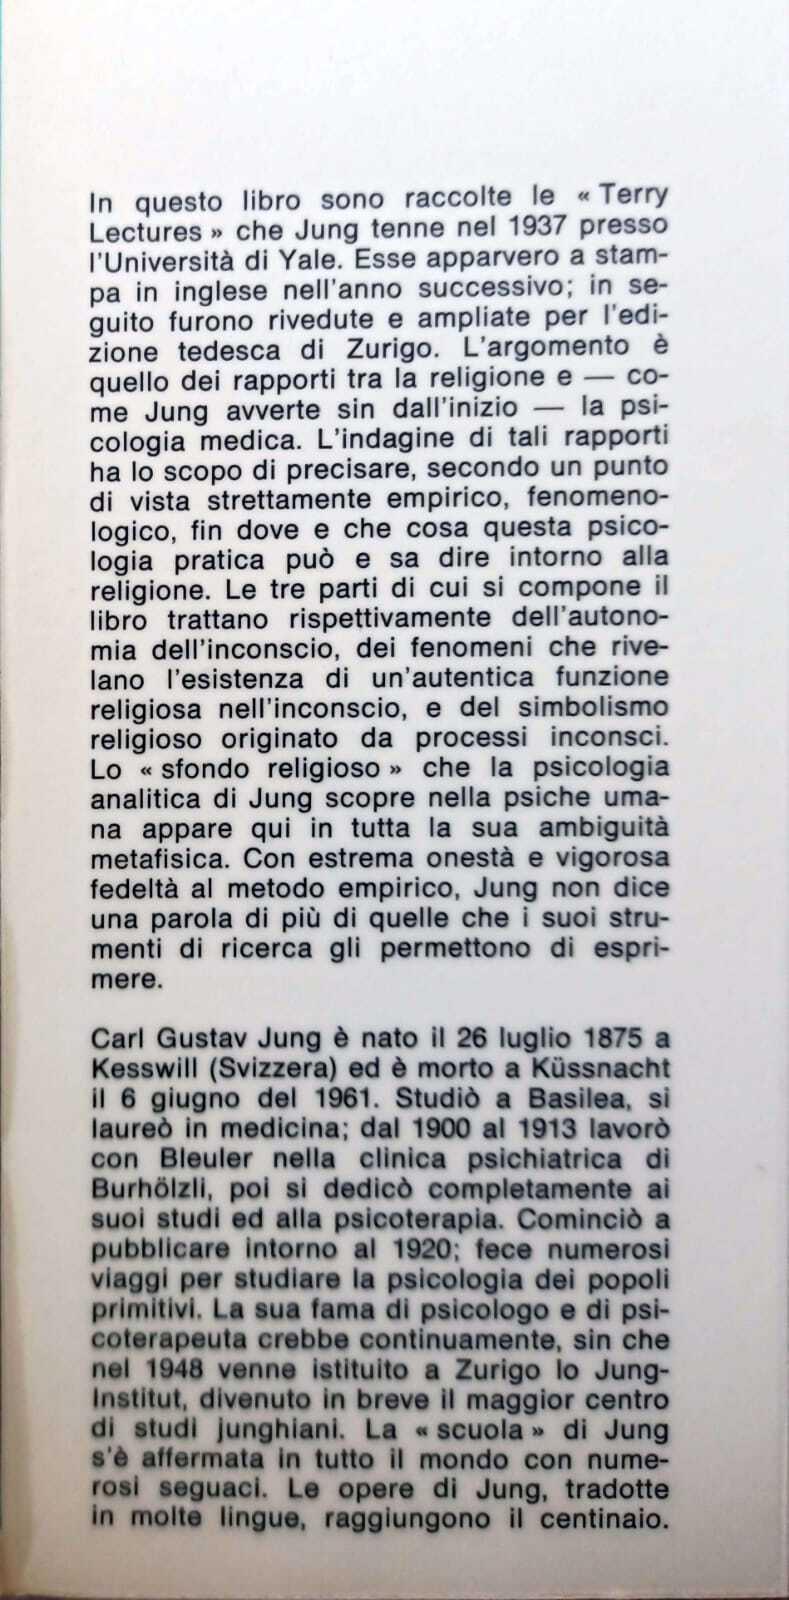 In questo libro sono raccolte le « Terry
Lectures » che Jung tenne nel 1937 presso
l'Università di Yale. Esse apparvero a stam-
pa in inglese nell'anno successivo; in se-
guito furono rivedute e ampliate per l'edi-
zione tedesca di Zurigo. L'argomento è
quello dei rapporti tra la religione e — co-
me Jung avverte sin dall'inizio — la psi-
cologia medica. L'indagine di tali rapporti
ha lo scopo di precisare, secondo un punto
di vista strettamente empirico, fenomeno-
logico, fin dove e che cosa questa psico-
logia pratica può e sa dire intorno alla
religione. Le tre parti di cui si compone il
libro trattano rispettivamente dell'autono-
mia dell'inconscio, dei fenomeni che rive-
lano l'esistenza di un'autentica funzione
religiosa nell'inconscio, e del simbolismo
religioso originato da processi inconsci.
Lo « sfondo religioso » che la psicologia
analitica di Jung scopre nella psiche uma-
na appare qui in tutta la sua ambiguità
metafisica. Con estrema onestà e vigorosa
fedeltà al metodo empirico, Jung non dice
una parola di più di quelle che i suoi stru-
menti di ricerca gli permettono di espri-
mere.
Carl Gustav Jung è nato il 26 luglio 1875 a
Kesswill (Svizzera) ed è morto a Küssnacht
il 6 giugno del 1961. Studiò a Basilea, si
laureò in medicina; dal 1900 al 1913 lavorò
con Bleuler nella clinica psichiatrica di
Burhölzli, poi si dedicò completamente ai
suoi studi ed alla psicoterapia. Cominciò a
pubblicare intorno al 1920; fece numerosi
viaggi per studiare la psicologia dei popoli
primitivi. La sua fama di psicologo e di psi-
coterapeuta crebbe continuamente, sin che
nel 1948 venne istituito a Zurigo lo Jung-
Institut, divenuto in breve il maggior centro
di studi junghiani. La « scuola » di Jung
s'è affermata in tutto il mondo con nume-
rosi seguaci. Le opere di Jung, tradotte
in molte lingue, raggiungono il centinaio.